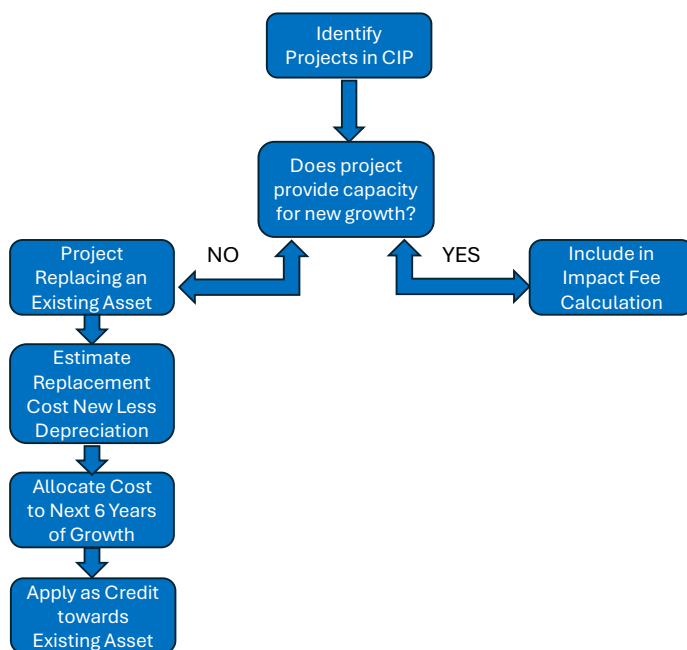 Identify
Projects in CIP
Does project
provide capacity
for new growth?
NO
YES
Project
Replacing an
Existing Asset
Include in
Impact Fee
Calculation
Estimate
Replacement
Cost New Less
Depreciation
Allocate Cost
to Next 6 Years
of Growth
Apply as Credit
towards
Existing Asset